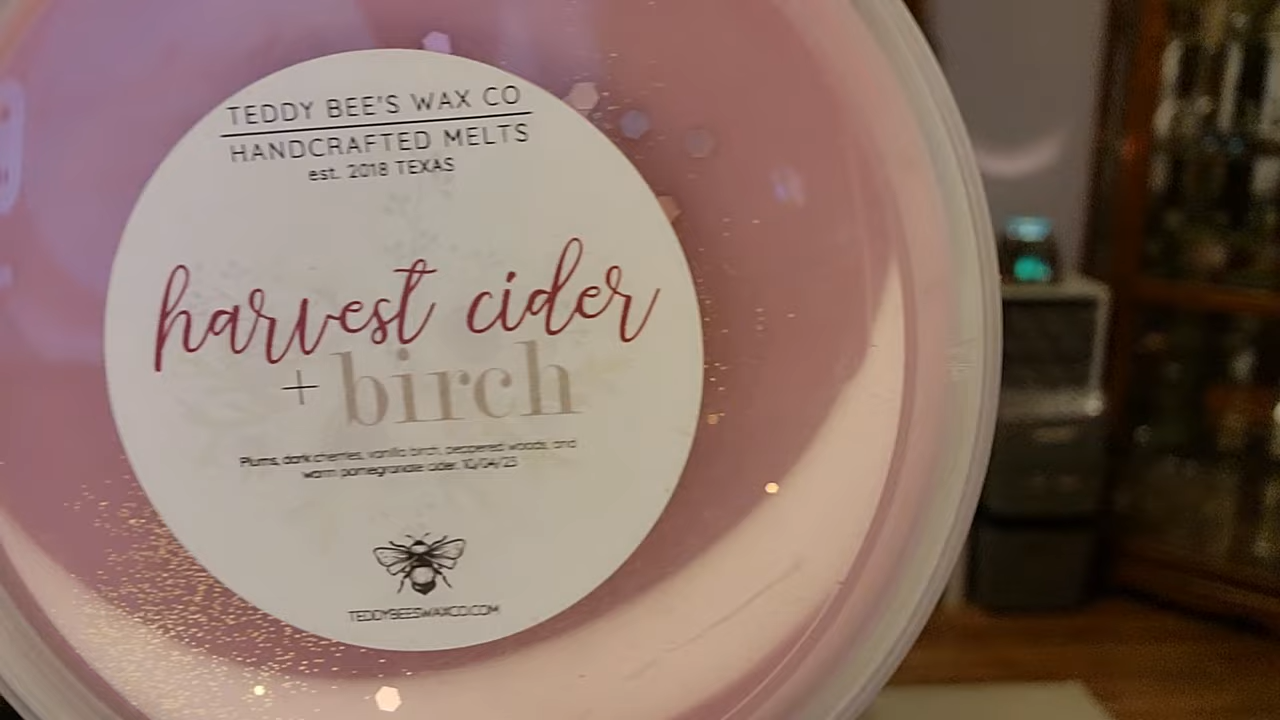 TEDDY BEE'S WAX CO
HANDCRAFTED MELTS
est. 2018 TEXAS
harvest cider
+ birch
Plums, dark cherries, vanilla birch, peppered woods, and
warm pomegranate cider. 10/04/23
TEDDYBEESWAXCO.COM